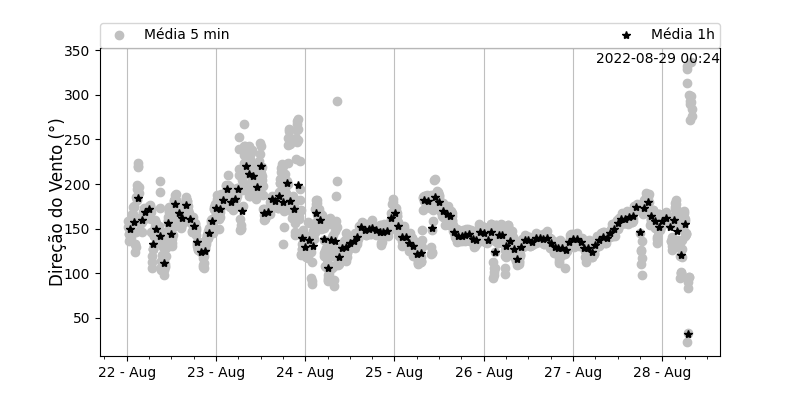 Média 5 min
Média 1h
2022-08-29 00:24
Direção do Vento (°)
350
300
250
200
150
100
50
22 - Aug
23 - Aug
24 - Aug
25 - Aug
26 - Aug
27 - Aug
28 - Aug